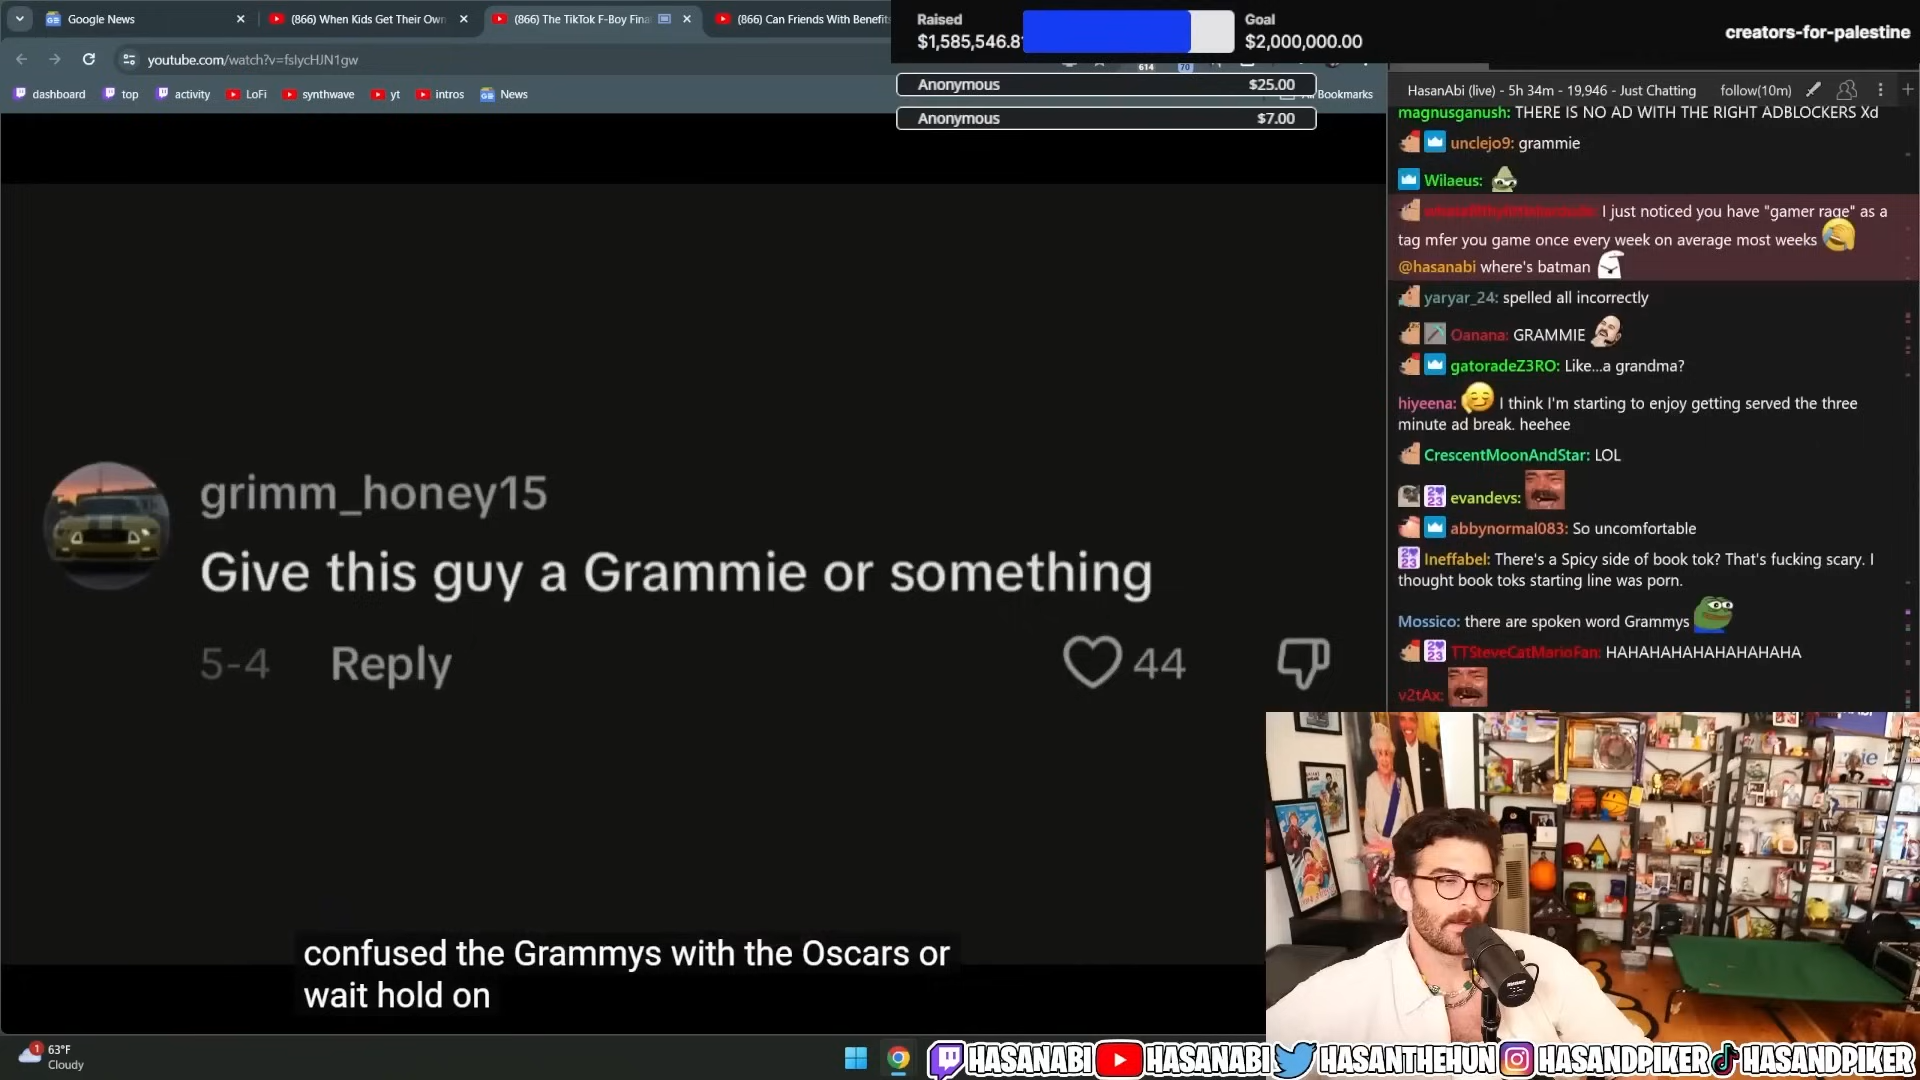 Google News
(866) When Kids Get Their Own
(866) The TikTok F-Boy Fina
(866) Can Friends With Benefits
youtube.com/watch?v=fslycHJN1gw
614
70
dashboard
top
activity
LoFi
synthwave
yt
intros
News
Bookmarks
Raised
$1,585,546.8
Goal
$2,000,000.00
Anonymous $25.00
Anonymous $7.00
creators-for-palestine
HasanAbi (live) - 5h 34m - 19,946 - Just Chatting
follow(10m)
magnusganush: THERE IS NO AD WITH THE RIGHT ADBLOCKERS Xd
unclejo9: grammie
Wilaeus:
I just noticed you have "gamer rage" as a
tag mfer you game once every week on average most weeks
@hasanabi where's batman
yaryar_24: spelled all incorrectly
Oanana: GRAMMIE
gatoradeZ3RO: Like...a grandma?
hiyeena: I think I'm starting to enjoy getting served the three
minute ad break. heehee
CrescentMoonAndStar: LOL
evandevs:
abbynormal083: So uncomfortable
Ineffabel: There's a Spicy side of book tok? That's fucking scary. I
thought book toks starting line was porn.
Mossico: there are spoken word Grammys
TTSteveCatMarioFan: HAHAHAHAHAHAHAHA
v2tAx:
grimm_honey15
Give this guy a Grammie or something
5-4 Reply 44
confused the Grammys with the Oscars or
wait hold on
1
63°F
Cloudy
HASANABI
HASANABI
HASANTHEHUN
HASANDPIKER
HASANDPIKER